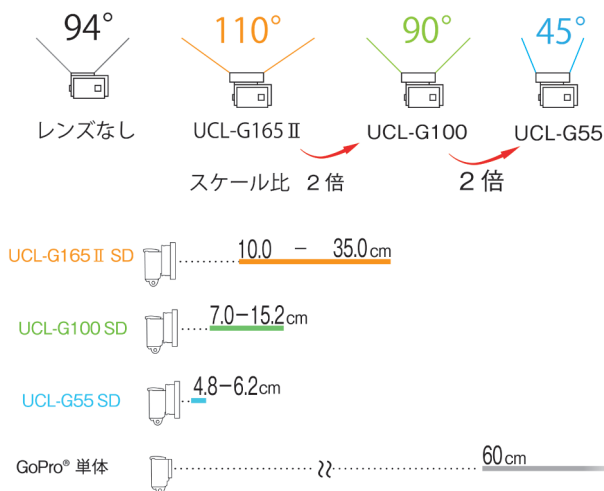 94° 110° 90° 45°
レンズなし UCL-G165Ⅱ UCL-G100 UCL-G55
スケール比 2倍 2倍
UCL-G165Ⅱ SD 10.0 − 35.0cm
UCL-G100 SD 7.0−15.2cm
UCL-G55 SD 4.8−6.2cm
GoPro® 単体 60cm